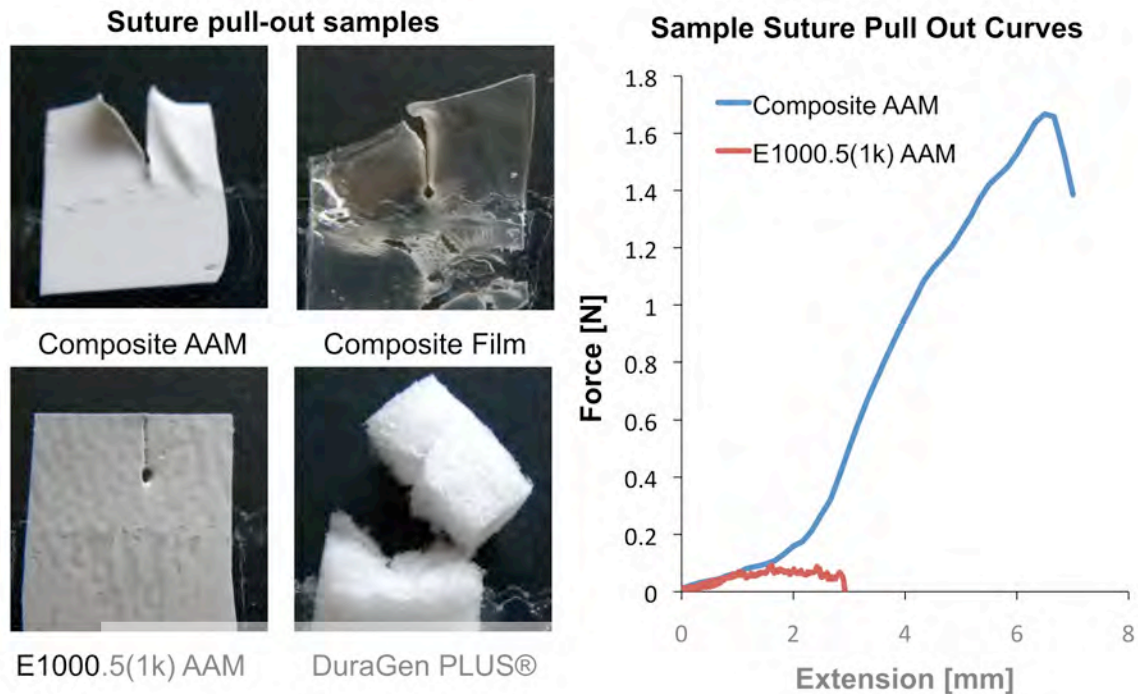 Suture pull-out samples
Composite AAM
Composite Film
E1000.5(1k) AAM
DuraGen PLUS®
Sample Suture Pull Out Curves
Composite AAM
E1000.5(1k) AAM
Force [N]
1.8
1.6
1.4
1.2
1
0.8
0.6
0.4
0.2
0
0 2 4 6 8
Extension [mm]